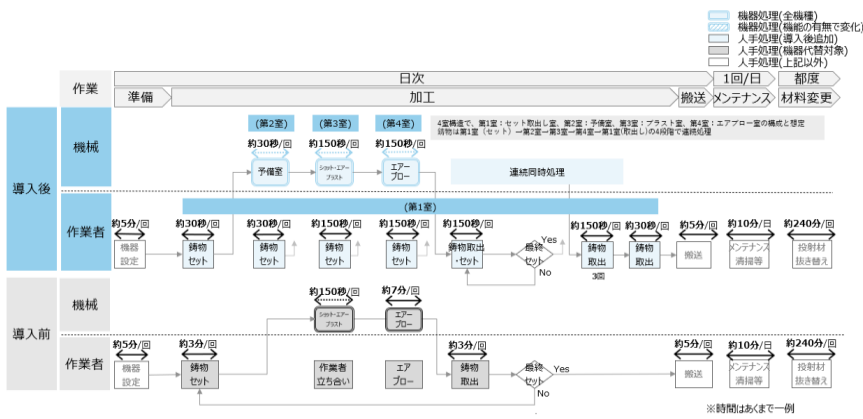 機器処理(全機種)
機器処理(機能の有無で変化)
人手処理(導入後追加)
人手処理(機器代替対象)
人手処理(上記以外)
作業
日次
1回/日
都度
準備
加工
搬送
メンテナンス
材料変更
導入後
機械
(第2室)
(第3室)
(第4室)
4室構造で、第1室：セット取出し室、第2室：予備室、第3室：ブラスト室、第4室：エアブロー室の構成と想定
鋳物は第1室（セット）→第2室→第3室→第4室→第1室(取出し)の4段階で連続処理
約30秒/回
約150秒/回
約150秒/回
予備室
ショット・エアー
ブラスト
エアー
ブロー
連続同時処理
作業者
(第1室)
約5分/回
約30秒/回
約30秒/回
約150秒/回
約150秒/回
約150秒/回
約150秒/回
約30秒/回
約5分/回
約10分/日
約240分/回
機器
設定
鋳物
セット
鋳物
セット
鋳物
セット
鋳物
セット
鋳物取出
・セット
最終
セット
Yes
No
鋳物
取出
3回
鋳物
取出
搬送
メンテナンス
清掃等
投射材
抜き替え
導入前
機械
約150秒/回
約7分/回
ショット・エアー
ブラスト
エアー
ブロー
作業者
約5分/回
約3分/回
約3分/回
約5分/回
約10分/日
約240分/回
機器
設定
鋳物
セット
作業者
立ち合い
エア
ブロー
鋳物
取出
最終
セット
Yes
No
搬送
メンテナンス
清掃等
投射材
抜き替え
※時間はあくまで一例